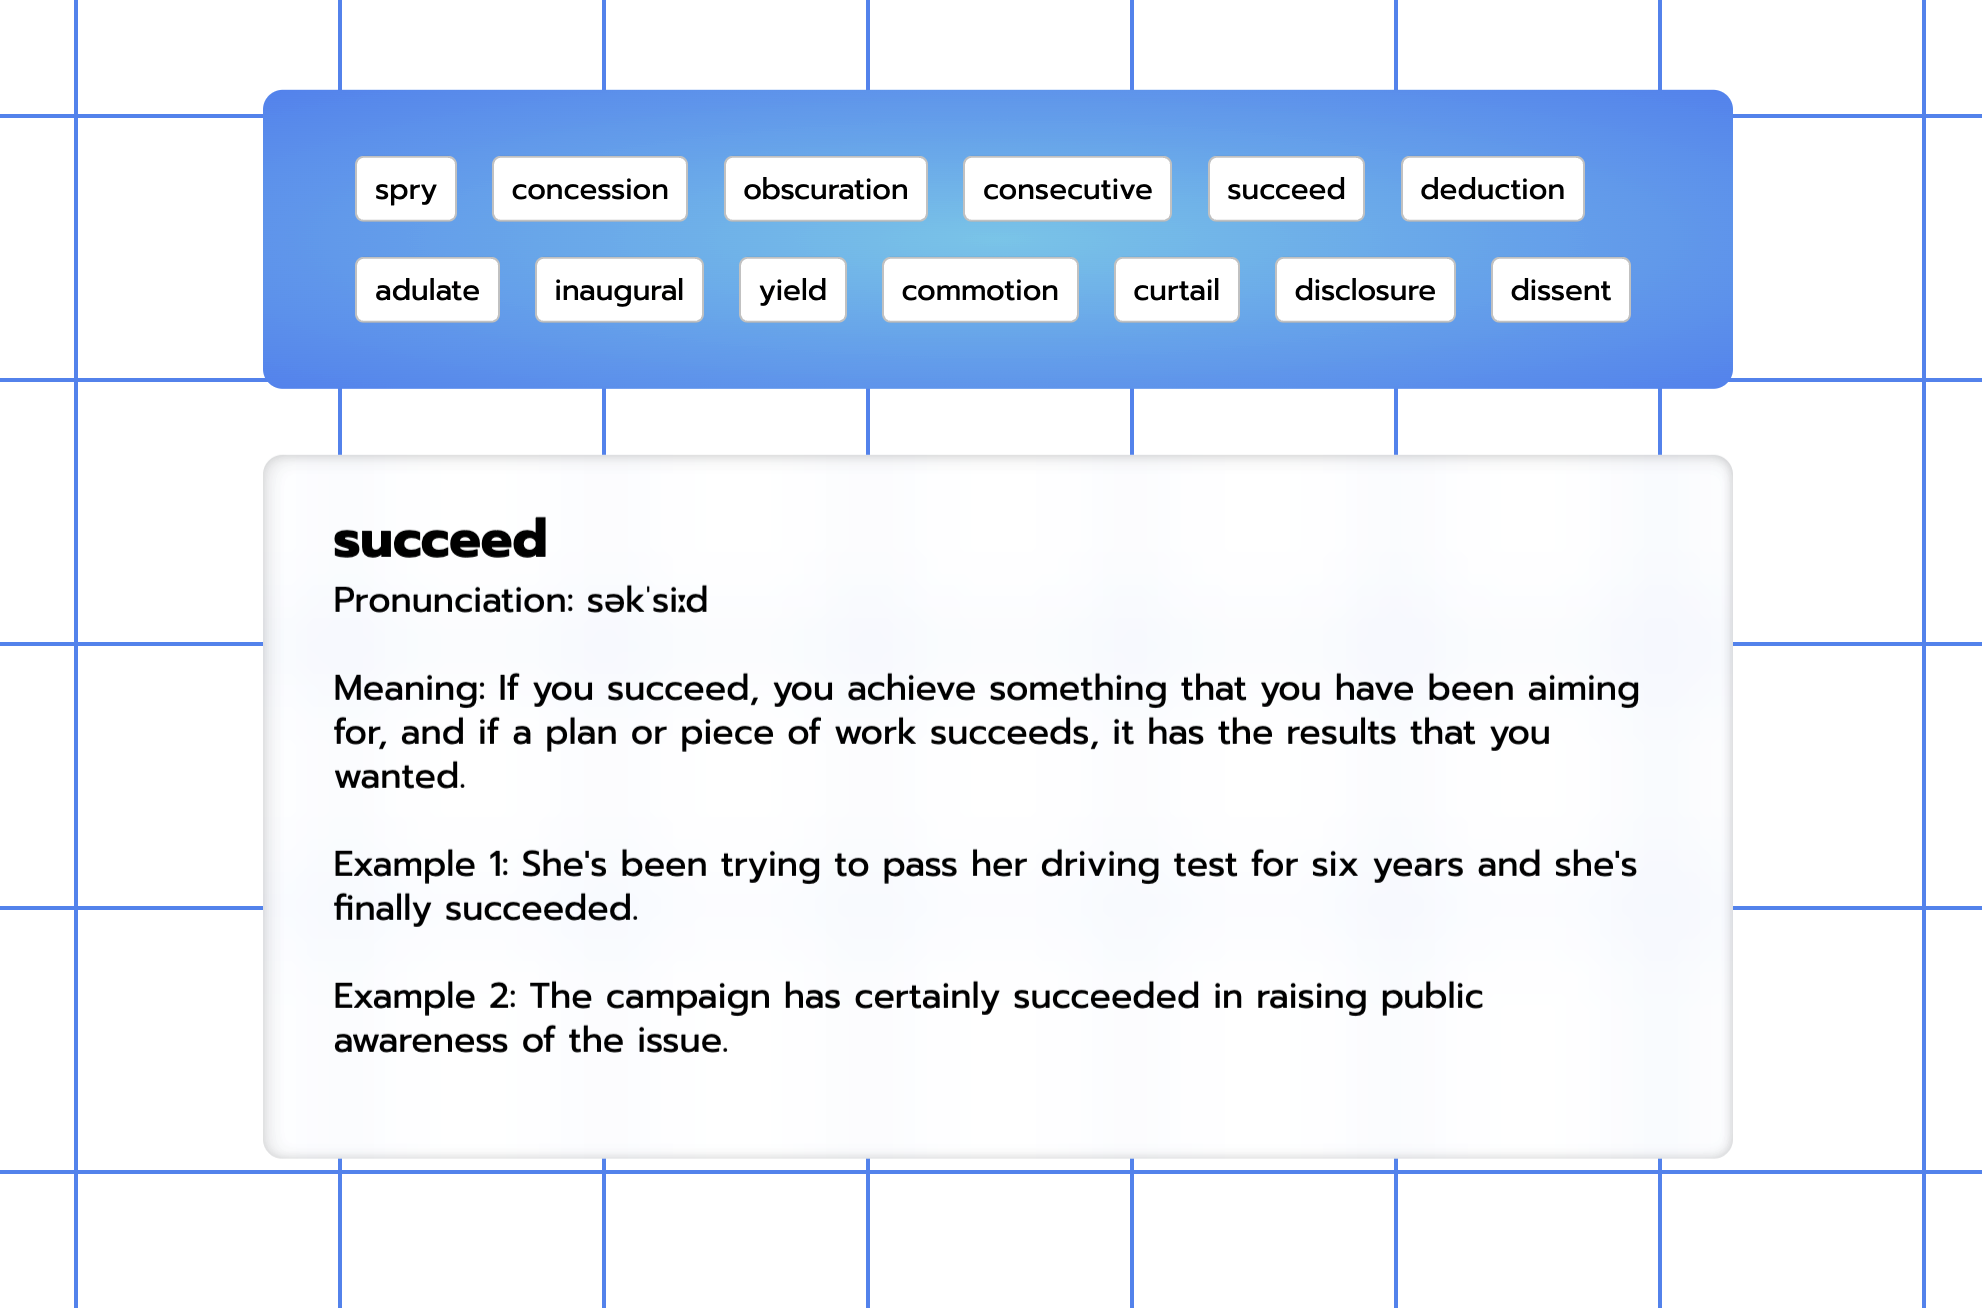 spry concession obscuration consecutive succeed deduction
adulate inaugural yield commotion curtail disclosure dissent
succeed
Pronunciation: səkˈsiːd
Meaning: If you succeed, you achieve something that you have been aiming
for, and if a plan or piece of work succeeds, it has the results that you
wanted.
Example 1: She's been trying to pass her driving test for six years and she's
finally succeeded.
Example 2: The campaign has certainly succeeded in raising public
awareness of the issue.